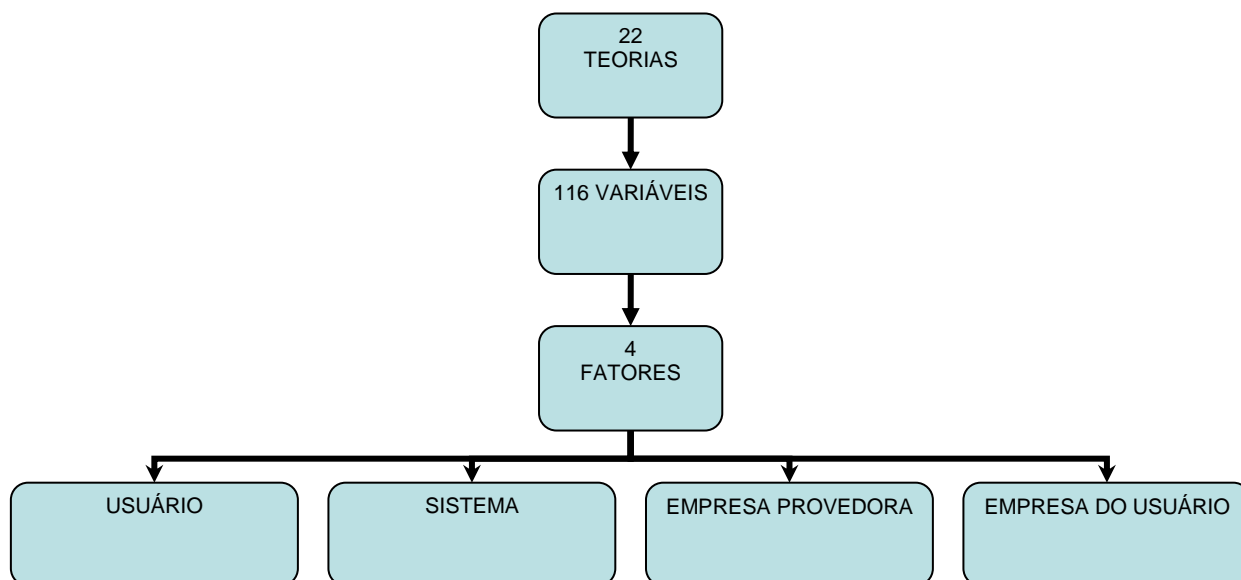 22
TEORIAS
116 VARIÁVEIS
4
FATORES
USUÁRIO
SISTEMA
EMPRESA PROVEDORA
EMPRESA DO USUÁRIO